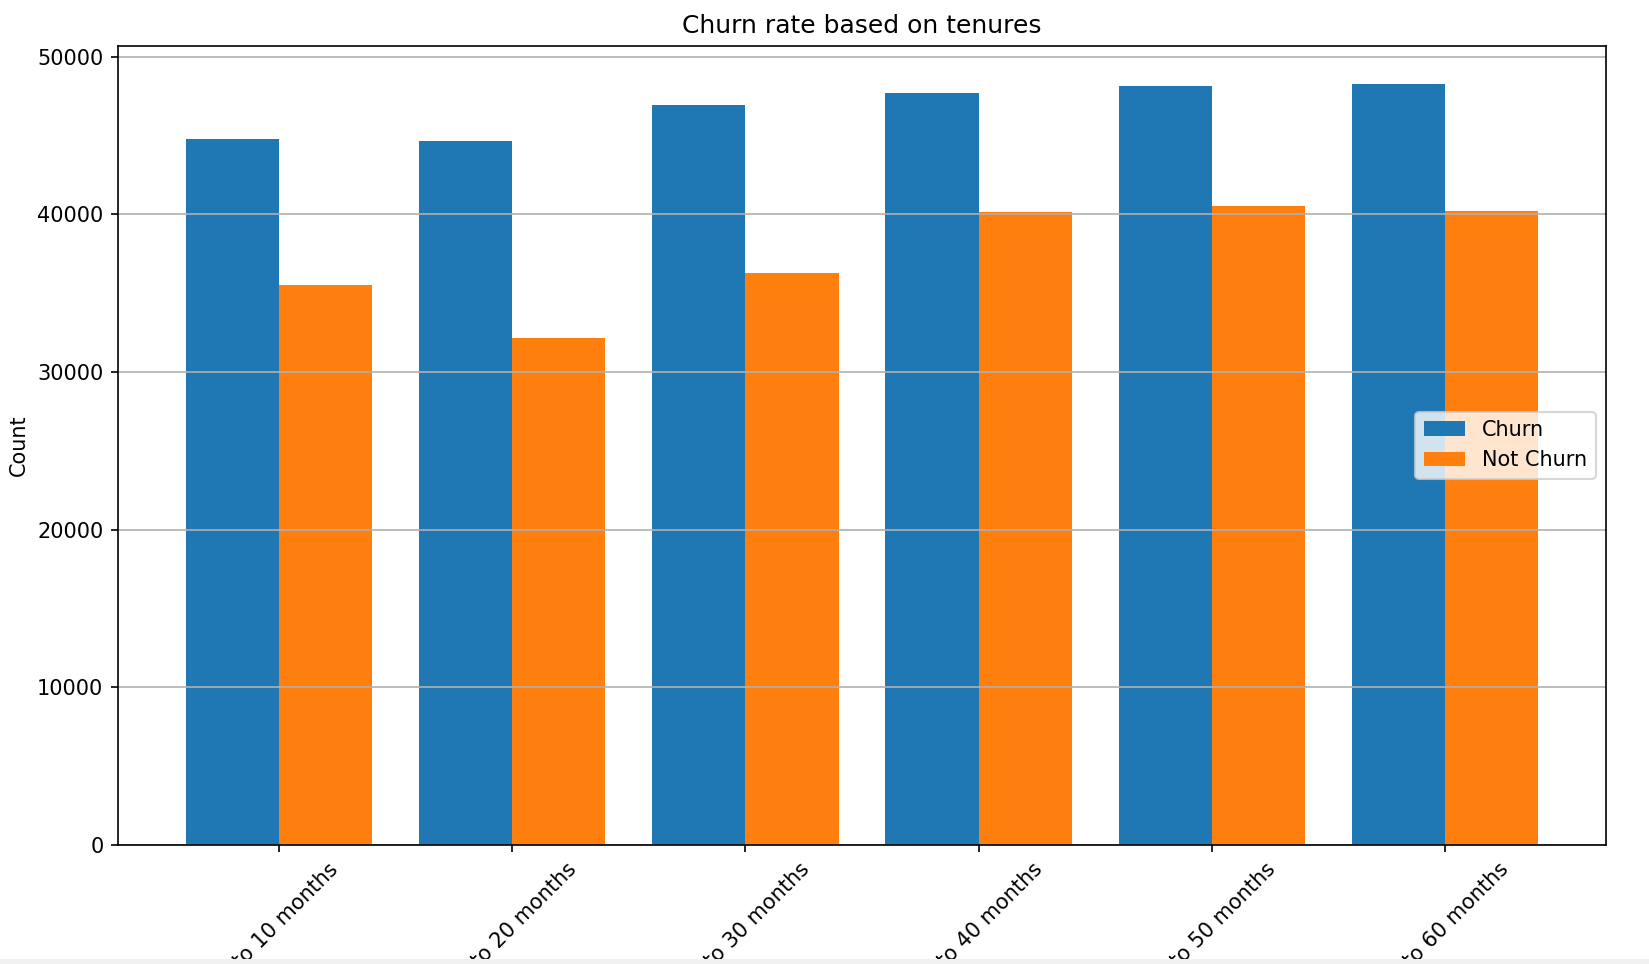 Churn rate based on tenures
50000
40000
30000
20000
10000
0
Count
Churn
Not Churn
to 10 months
to 20 months
to 30 months
to 40 months
to 50 months
to 60 months